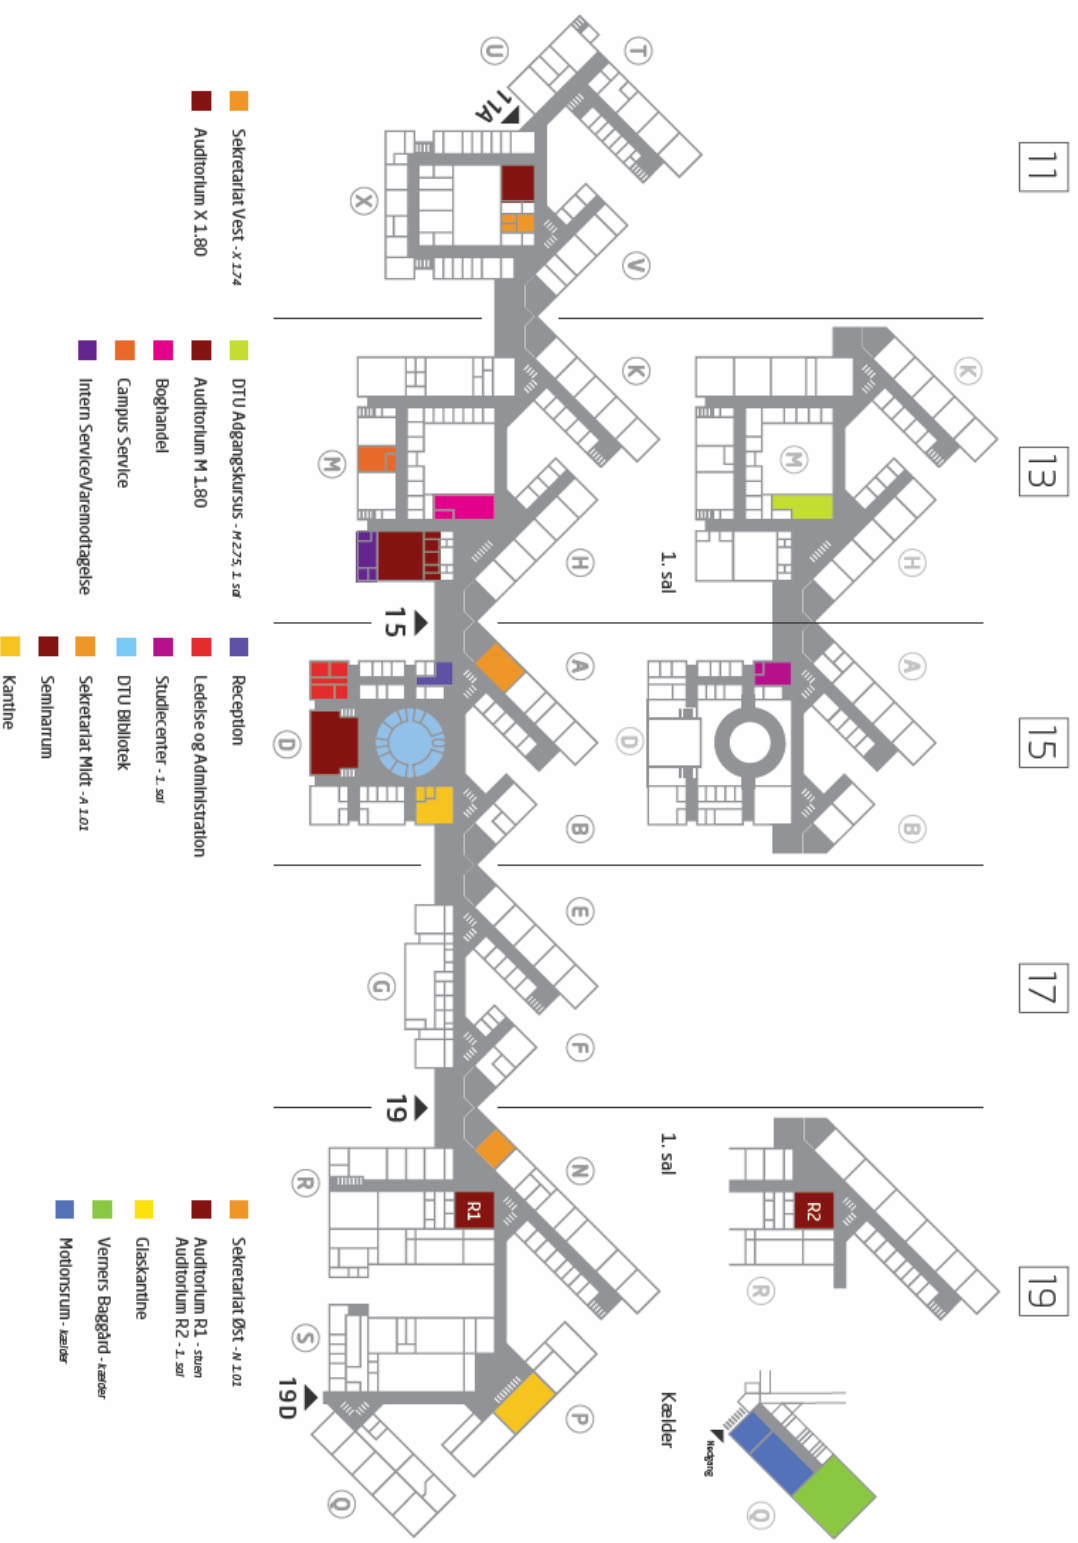 11
13
15
17
19
T
U
11A
X
V
K
M
H
15
A
D
B
E
G
F
19
N
R
R1
S
19D
P
Q
K
M
H
1. sal
A
D
B
1. sal
R2
R
Kælder
Nødgang
Q
Sekretariat Vest - X 1.74
Auditorium X 1.80
DTU Adgangskursus - M 2.75, 1. sal
Auditorium M 1.80
Boghandel
Campus Service
Intern Service/Varemodtagelse
Reception
Ledelse og Administration
Studiecenter - 1. sal
DTU Bibliotek
Sekretariat Midt - A 1.01
Seminarrum
Kantine
Sekretariat Øst - N 1.01
Auditorium R1 - stuen
Auditorium R2 - 1. sal
Glaskantine
Verners Baggård - kælder
Motionsrum - kælder